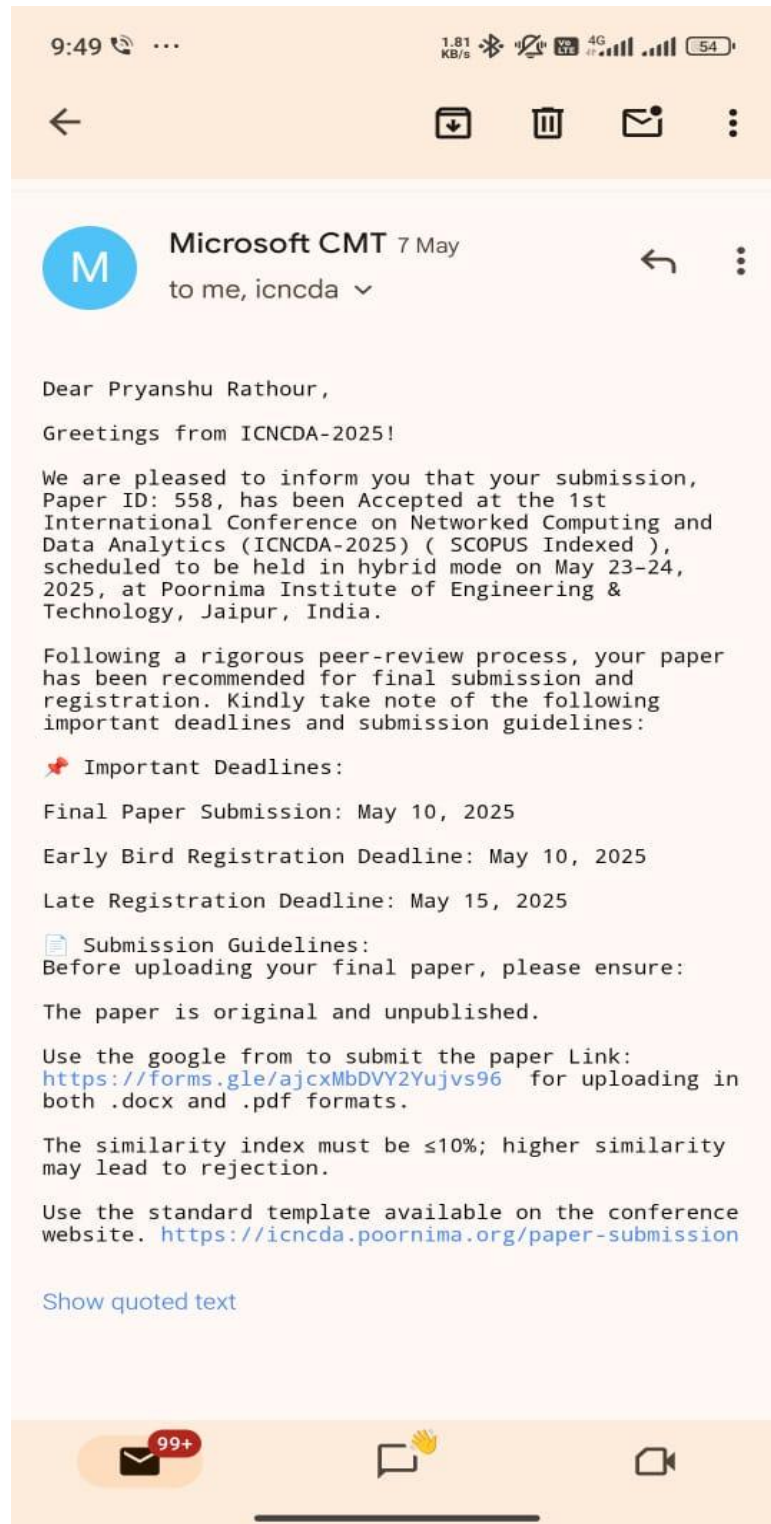 9:49 ...
1.81 KB/s VoLTE 4G 54
M
Microsoft CMT 7 May
to me, icncda
Dear Pryanshu Rathour,
Greetings from ICNCDA-2025!
We are pleased to inform you that your submission,
Paper ID: 558, has been Accepted at the 1st
International Conference on Networked Computing and
Data Analytics (ICNCDA-2025) ( SCOPUS Indexed ),
scheduled to be held in hybrid mode on May 23–24,
2025, at Poornima Institute of Engineering &
Technology, Jaipur, India.
Following a rigorous peer-review process, your paper
has been recommended for final submission and
registration. Kindly take note of the following
important deadlines and submission guidelines:
📌 Important Deadlines:
Final Paper Submission: May 10, 2025
Early Bird Registration Deadline: May 10, 2025
Late Registration Deadline: May 15, 2025
📄 Submission Guidelines:
Before uploading your final paper, please ensure:
The paper is original and unpublished.
Use the google from to submit the paper Link:
https://forms.gle/ajcxMbDVY2Yujvs96 for uploading in
both .docx and .pdf formats.
The similarity index must be ≤10%; higher similarity
may lead to rejection.
Use the standard template available on the conference
website. https://icncda.poornima.org/paper-submission
Show quoted text
99+